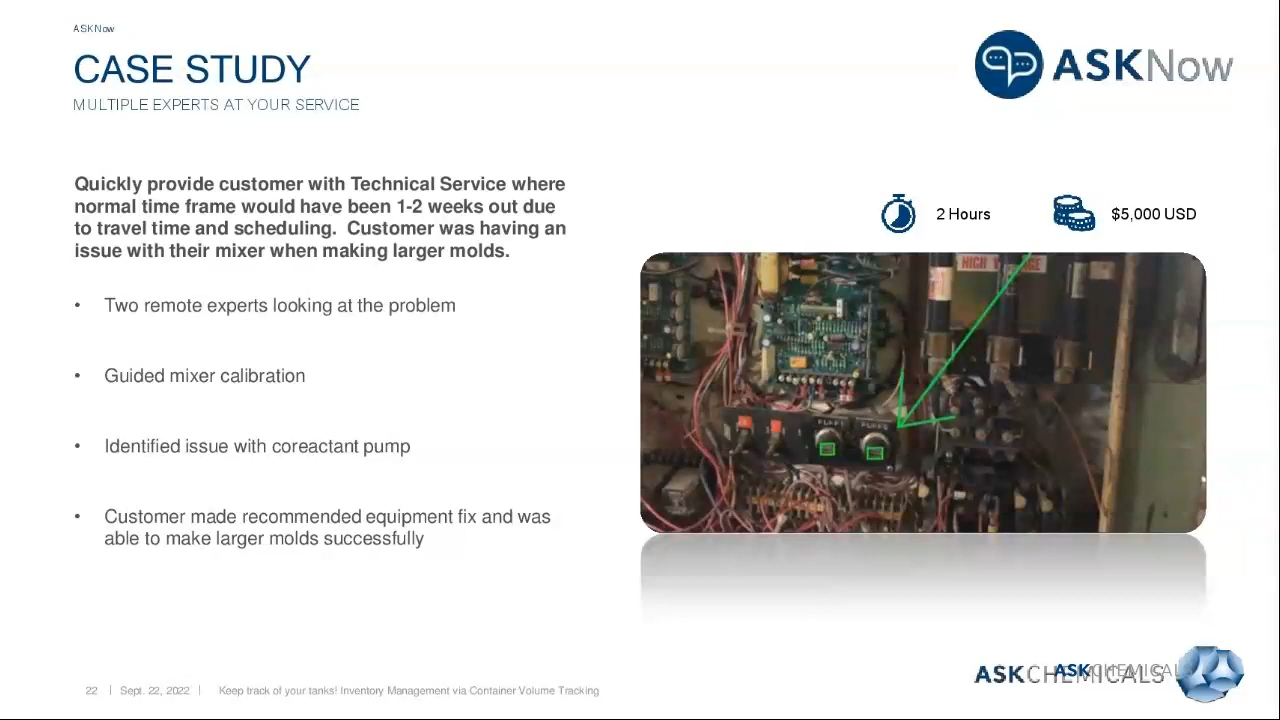 ASKNow
CASE STUDY
MULTIPLE EXPERTS AT YOUR SERVICE
ASKNow
Quickly provide customer with Technical Service where
normal time frame would have been 1-2 weeks out due
to travel time and scheduling.  Customer was having an
issue with their mixer when making larger molds.
• Two remote experts looking at the problem
• Guided mixer calibration
• Identified issue with coreactant pump
• Customer made recommended equipment fix and was
able to make larger molds successfully
2 Hours
$5,000 USD
HIGH
22 | Sept. 22, 2022 | Keep track of your tanks! Inventory Management via Container Volume Tracking
ASKCHEMICALS
ASKCHEMICALS